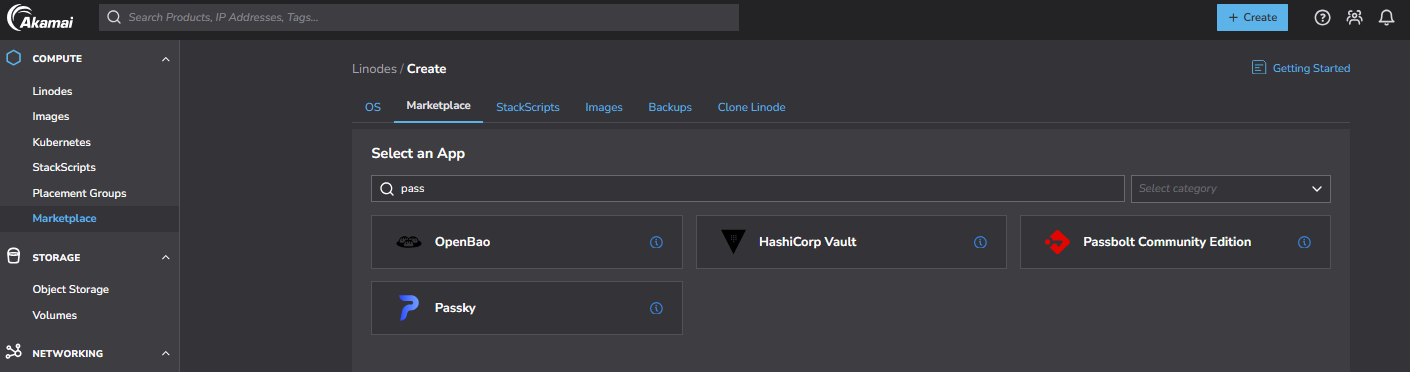 Akamai
Search Products, IP Addresses, Tags...
+ Create
COMPUTE
Linodes
Images
Kubernetes
StackScripts
Placement Groups
Marketplace
STORAGE
Object Storage
Volumes
NETWORKING
Linodes / Create
Getting Started
OS Marketplace StackScripts Images Backups Clone Linode
Select an App
pass
Select category
OpenBao
HashiCorp Vault
Passbolt Community Edition
Passky